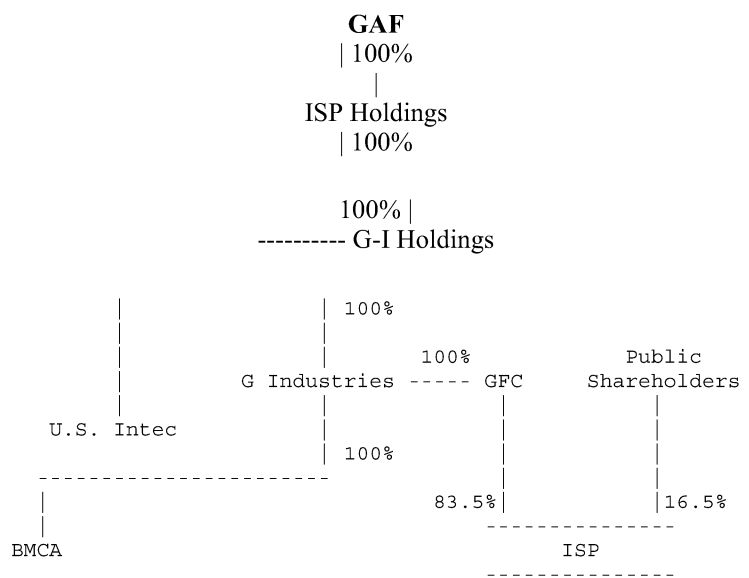 GAF
| 100%
|
ISP Holdings
| 100%
100% |
---------- G-I Holdings
| | 100%
| |
| | 100% Public
| G Industries ----- GFC Shareholders
| | | |
U.S. Intec | | |
| 100% | |
------------------------ | |
| 83.5%| |16.5%
| ----------------
BMCA ISP
----------------